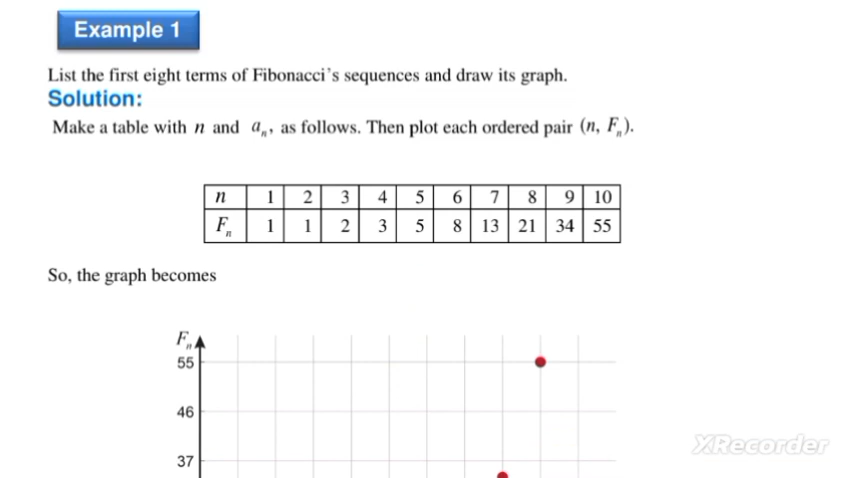 Example 1
List the first eight terms of Fibonacci's sequences and draw its graph.
Solution:
Make a table with n and aₙ, as follows. Then plot each ordered pair (n, Fₙ).
n 1 2 3 4 5 6 7 8 9 10
Fₙ 1 1 2 3 5 8 13 21 34 55
So, the graph becomes
Fₙ
55
46
37
XRecorder